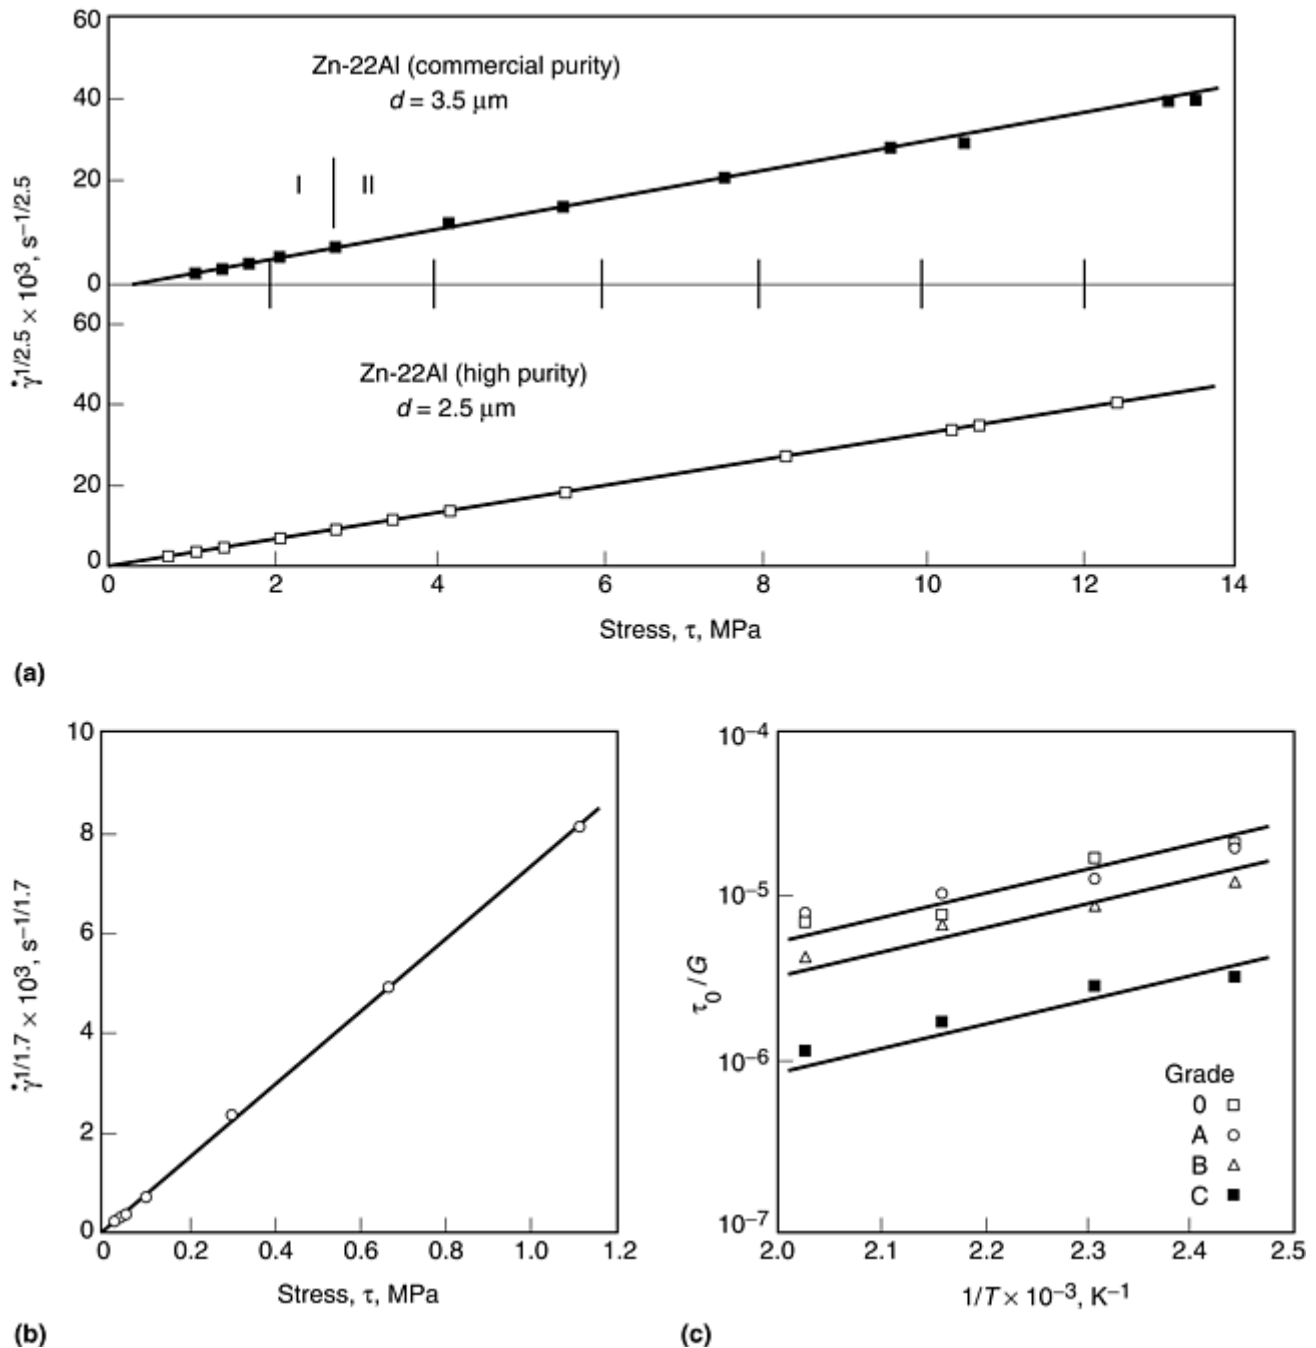 60
Zn-22Al (commercial purity)
d = 3.5 μm
40
I II
20
0
60
Zn-22Al (high purity)
d = 2.5 μm
40
20
0
γ̇1/2.5 × 10³, s−1/2.5
0 2 4 6 8 10 12 14
Stress, τ, MPa
(a)
10
8
6
4
2
0
γ̇1/1.7 × 10³, s−1/1.7
0 0.2 0.4 0.6 0.8 1.0 1.2
Stress, τ, MPa
(b)
10−4
10−5
τ0/G
10−6
Grade
0
A
B
C
10−7
2.0 2.1 2.2 2.3 2.4 2.5
1/T × 10−3, K−1
(c)